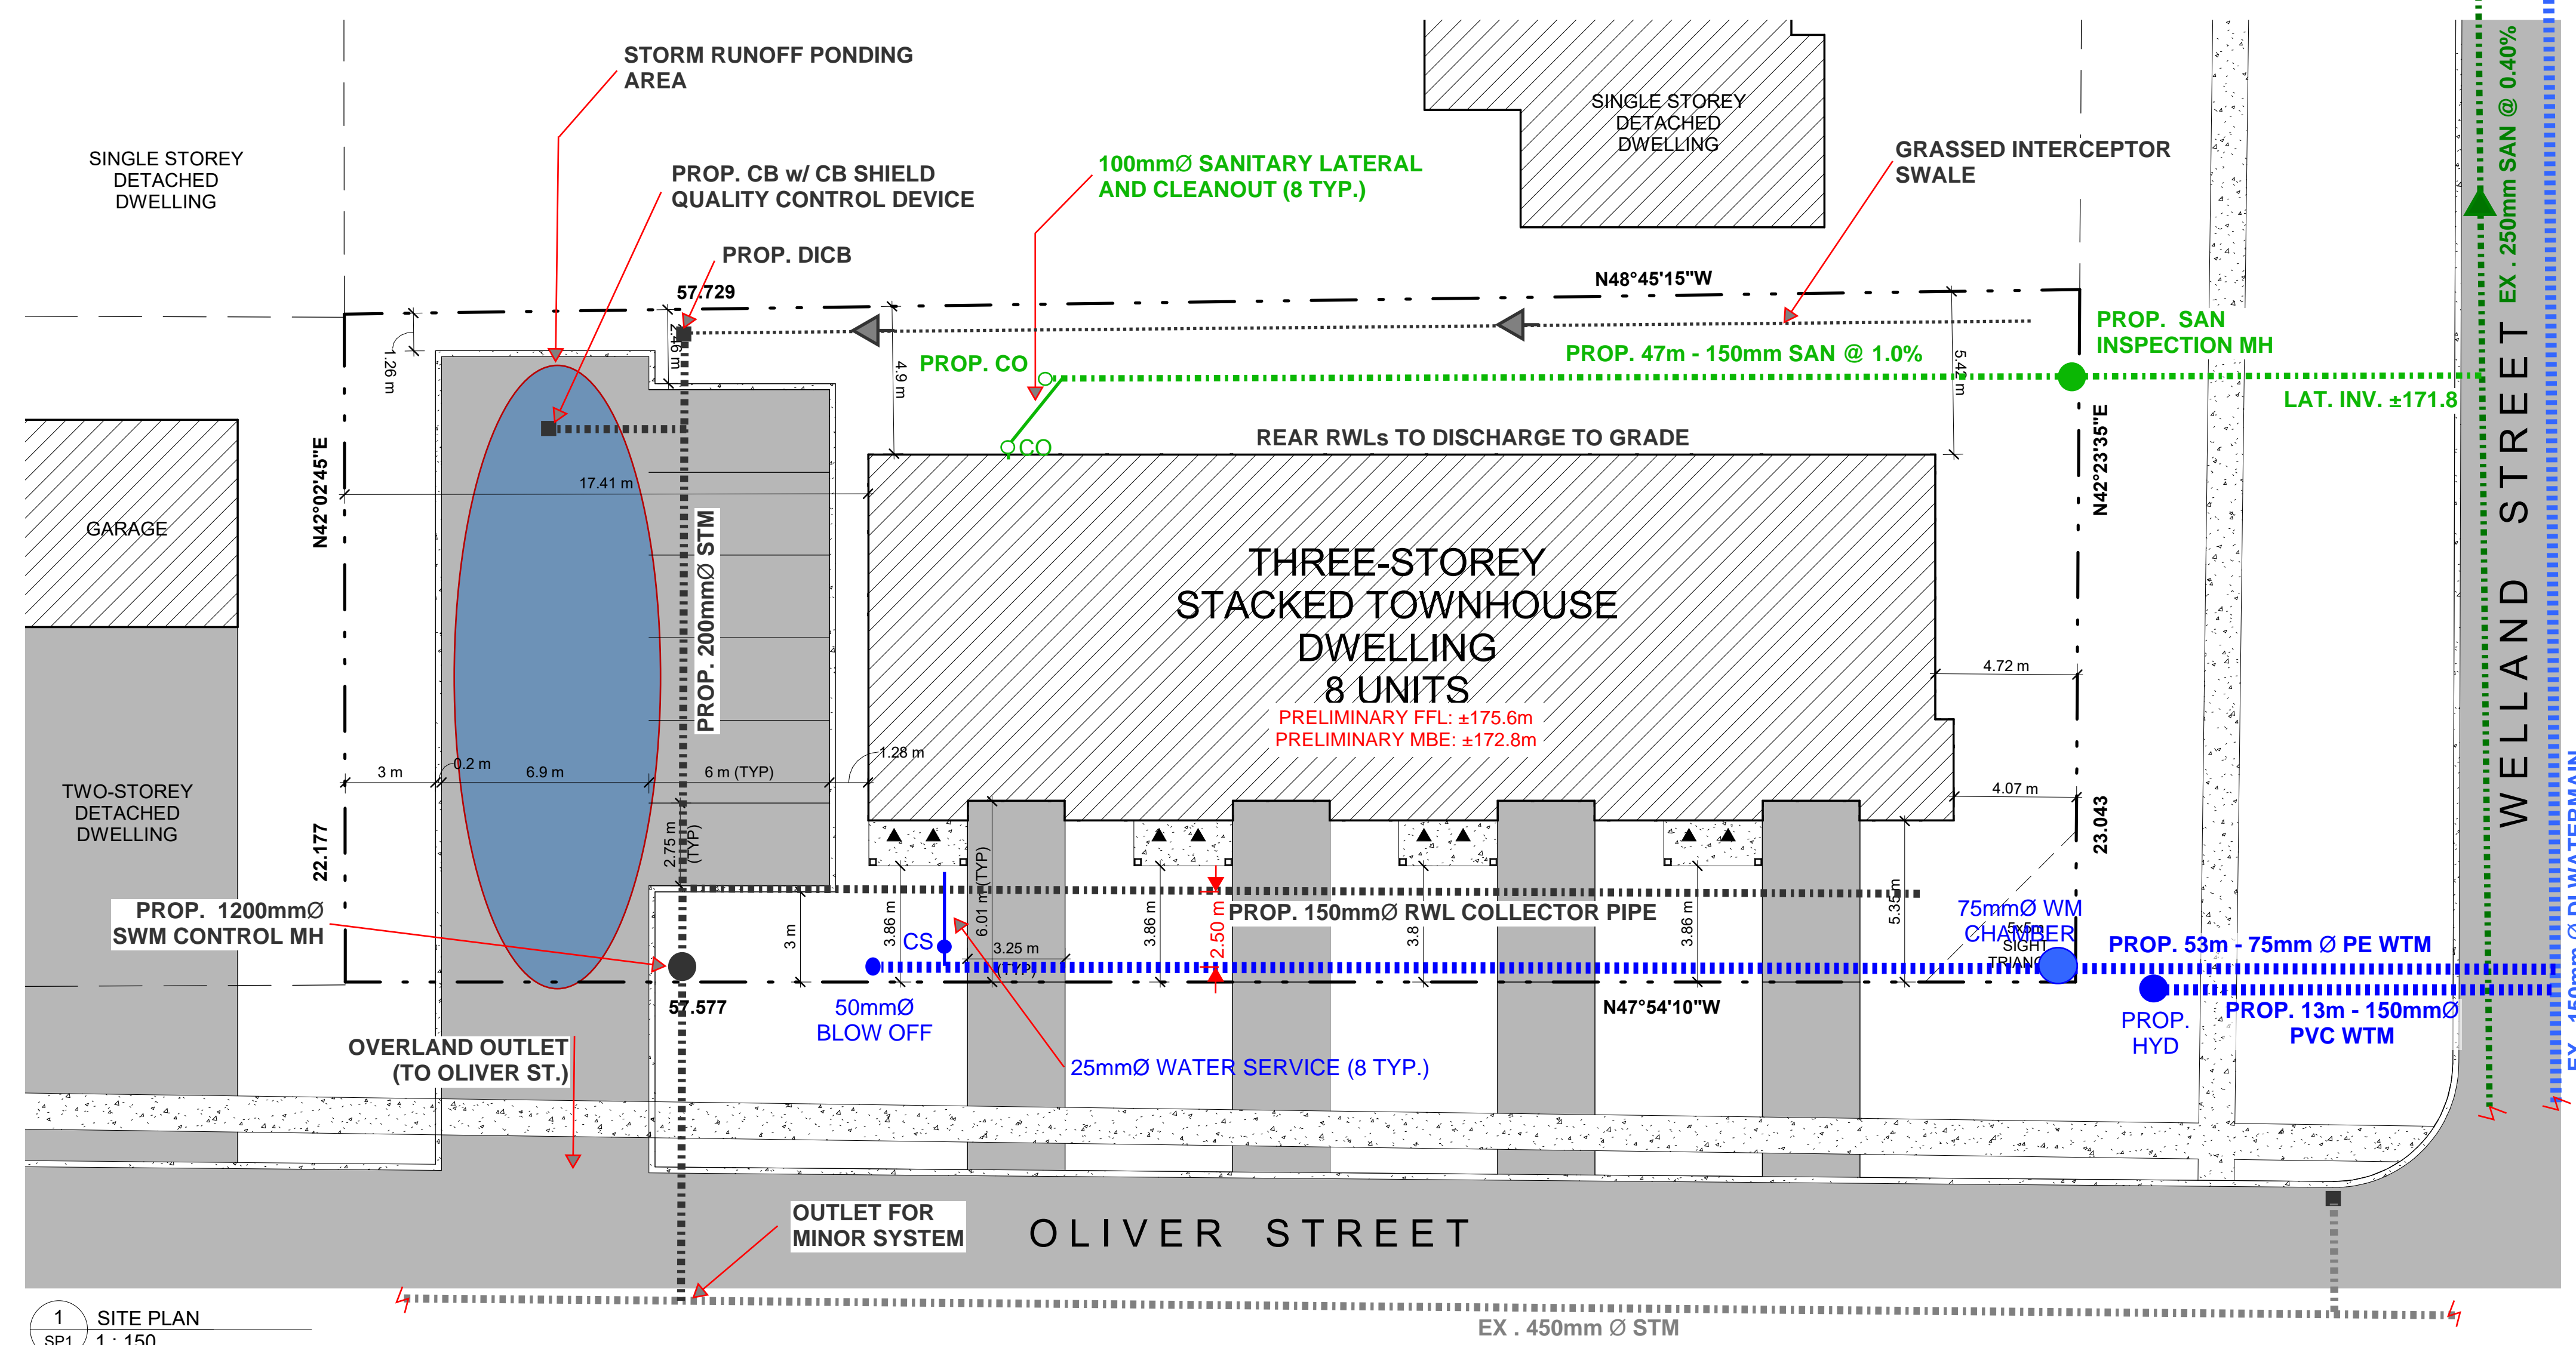 STORM RUNOFF PONDING
AREA
SINGLE STOREY
DETACHED
DWELLING
PROP. CB w/ CB SHIELD
QUALITY CONTROL DEVICE
100mmØ SANITARY LATERAL
AND CLEANOUT (8 TYP.)
SINGLE STOREY
DETACHED
DWELLING
GRASSED INTERCEPTOR
SWALE
EX . 250mm SAN @ 0.40%
PROP. DICB
57.729
N48°45'15"W
1.26 m
4.9 m
5.42 m
PROP. CO
PROP. 47m - 150mm SAN @ 1.0%
PROP. SAN
INSPECTION MH
LAT. INV. ±171.8
CO
REAR RWLs TO DISCHARGE TO GRADE
N42°02'45"E
N42°23'35"E
17.41 m
GARAGE
PROP. 200mmØ STM
THREE-STOREY
STACKED TOWNHOUSE
DWELLING
8 UNITS
PRELIMINARY FFL: ±175.6m
PRELIMINARY MBE: ±172.8m
WELLAND STREET
4.72 m
4.07 m
1.28 m
3 m
0.2 m
6.9 m
6 m (TYP)
2.75 m
(TYP)
TWO-STOREY
DETACHED
DWELLING
22.177
23.043
EX . 150mm Ø DI WATERMAIN
PROP. 1200mmØ
SWM CONTROL MH
3 m
3.86 m
CS
6.01 m (TYP)
3.25 m
(TYP)
3.86 m
2.50 m
PROP. 150mmØ RWL COLLECTOR PIPE
3.8
3.86 m
5.35 m
75mmØ WM
CHAMBER
5x5m
SIGHT
PROP. 53m - 75mm Ø PE WTM
57.577
50mmØ
BLOW OFF
N47°54'10"W
PROP.
HYD
PROP. 13m - 150mmØ
PVC WTM
OVERLAND OUTLET
(TO OLIVER ST.)
25mmØ WATER SERVICE (8 TYP.)
OUTLET FOR
MINOR SYSTEM
OLIVER STREET
EX . 450mm Ø STM
1
SP1
SITE PLAN
1 : 150